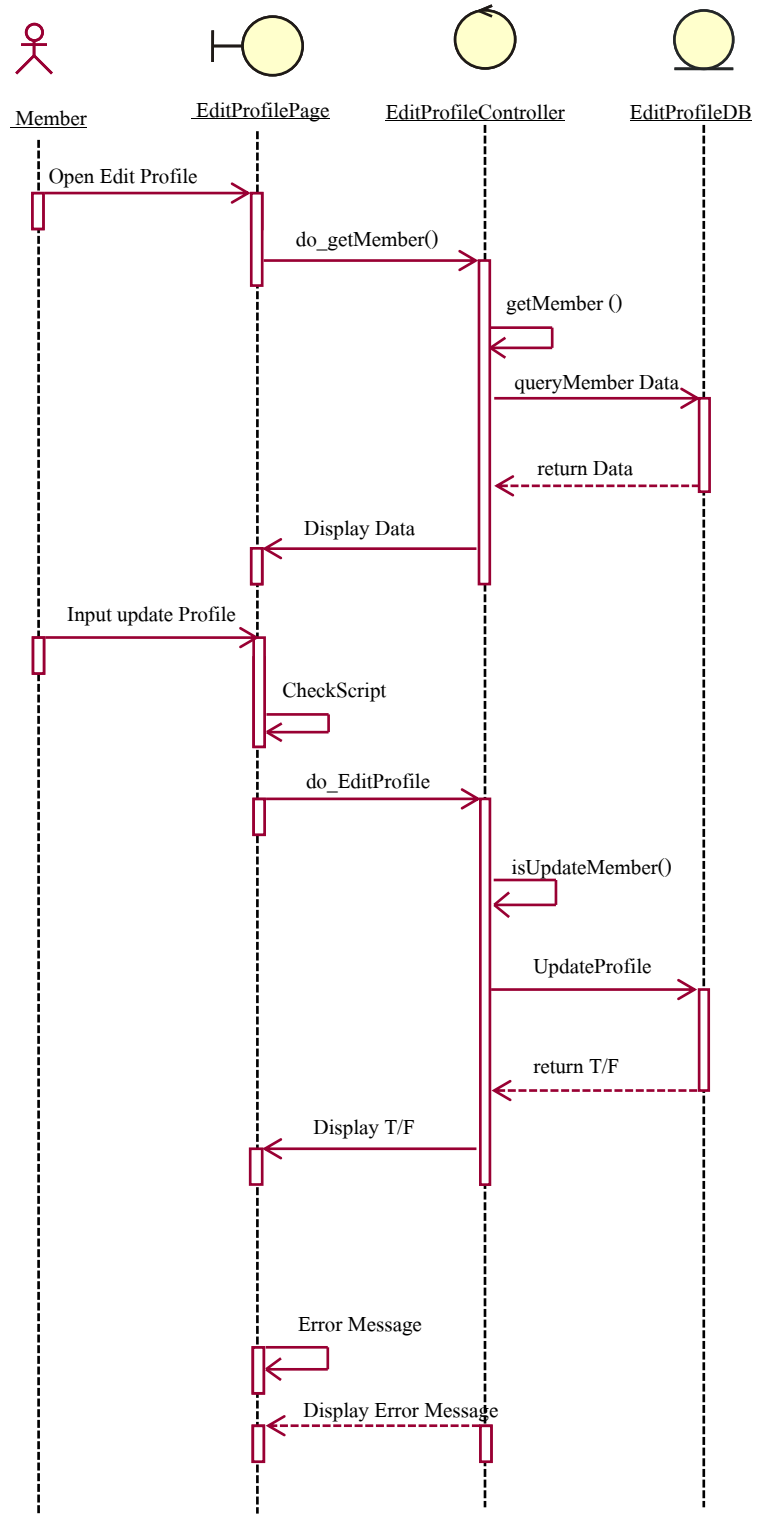 Member
EditProfilePage
EditProfileController
EditProfileDB
Open Edit Profile
do_getMember()
getMember ()
queryMember Data
return Data
Display Data
Input update Profile
CheckScript
do_EditProfile
isUpdateMember()
UpdateProfile
return T/F
Display T/F
Error Message
Display Error Message